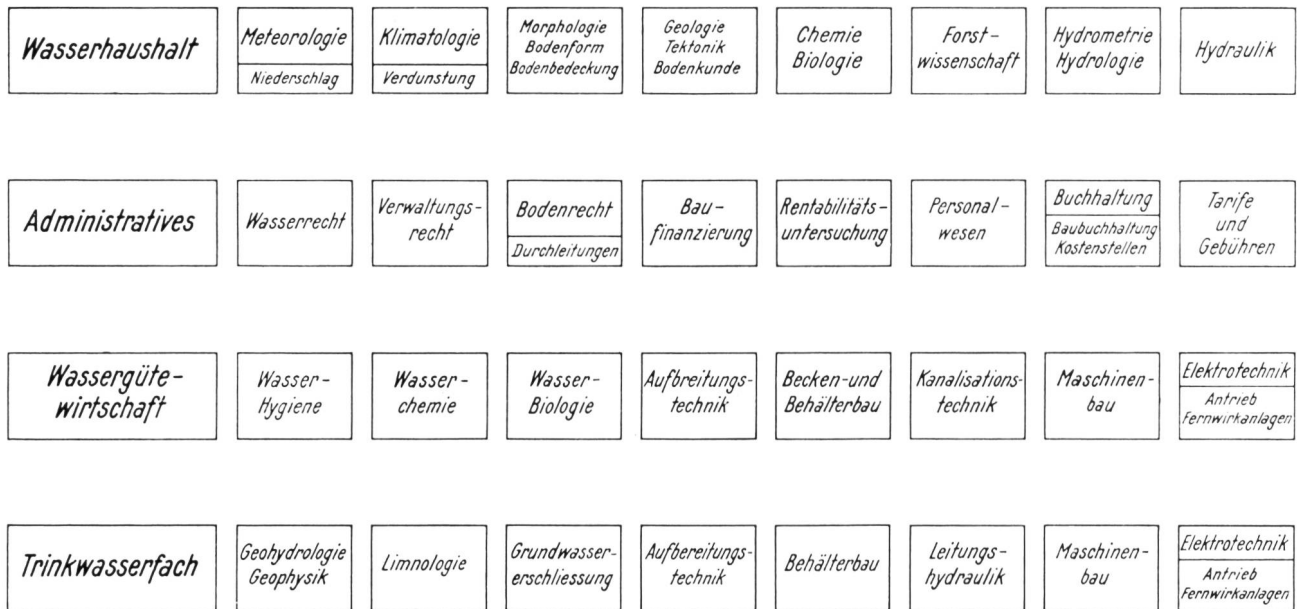 Wasserhaushalt
Meteorologie
Niederschlag
Klimatologie
Verdunstung
Morphologie
Bodenform
Bodenbedeckung
Geologie
Tektonik
Bodenkunde
Chemie
Biologie
Forst-
wissenschaft
Hydrometrie
Hydrologie
Hydraulik
Administratives
Wasserrecht
Verwaltungs-
recht
Bodenrecht
Durchleitungen
Bau-
finanzierung
Rentabilitäts-
untersuchung
Personal-
wesen
Buchhaltung
Baubuchhaltung
Kostenstellen
Tarife
und
Gebühren
Wassergüte-
wirtschaft
Wasser-
Hygiene
Wasser-
chemie
Wasser-
Biologie
Aufbreitungs-
technik
Becken-und
Behälterbau
Kanalisations-
technik
Maschinen-
bau
Elektrotechnik
Antrieb
Fernwirkanlagen
Trinkwasserfach
Geohydrologie
Geophysik
Limnologie
Grundwasser-
erschliessung
Aufbereitungs-
technik
Behälterbau
Leitungs-
hydraulik
Maschinen-
bau
Elektrotechnik
Antrieb
Fernwirkanlagen